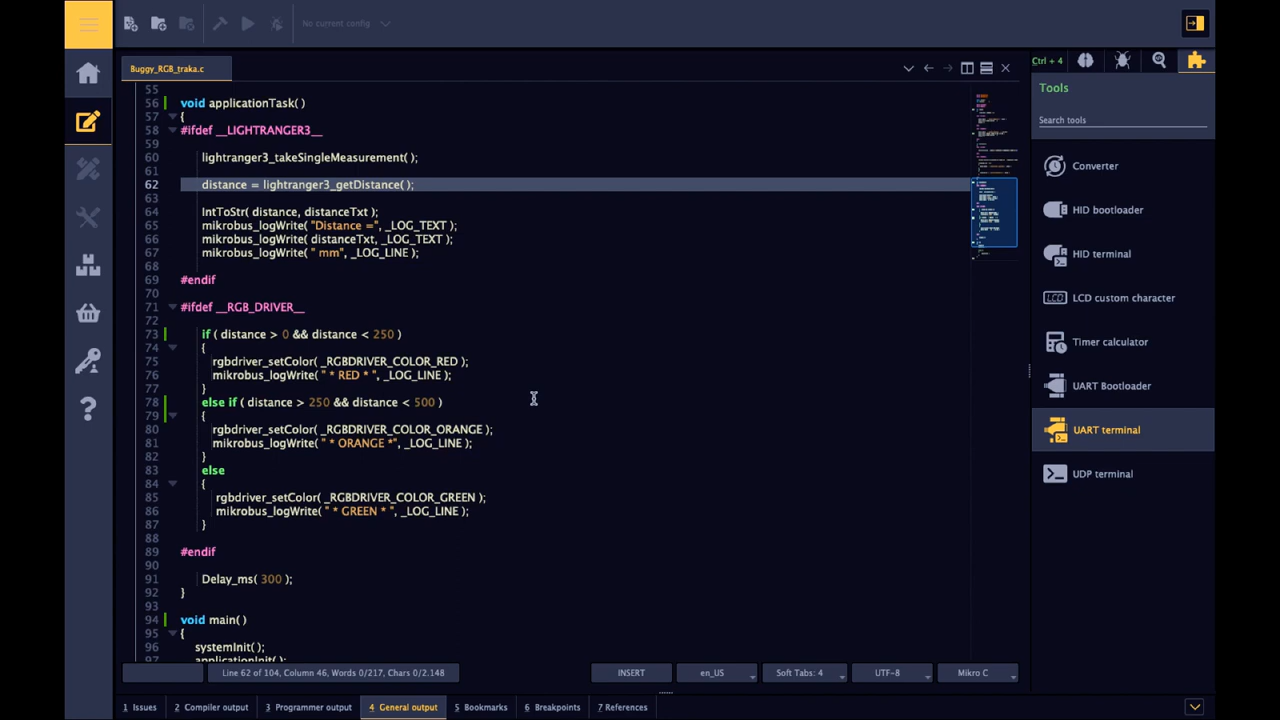 No current config
Buggy_RGB_traka.c
Ctrl + 4
55
56 void applicationTask()
57 {
58 #ifdef __LIGHTRANGER3__
59
60 lightranger3_takeSingleMeasurement();
61
62 distance = lightranger3_getDistance();
63
64 IntToStr( distance, distanceTxt );
65 mikrobus_logWrite( "Distance =", _LOG_TEXT );
66 mikrobus_logWrite( distanceTxt, _LOG_TEXT );
67 mikrobus_logWrite( " mm", _LOG_LINE );
68
69 #endif
70
71 #ifdef __RGB_DRIVER__
72
73 if ( distance > 0 && distance < 250 )
74 {
75 rgbdriver_setColor( _RGBDRIVER_COLOR_RED );
76 mikrobus_logWrite( " * RED * ", _LOG_LINE );
77 }
78 else if ( distance > 250 && distance < 500 )
79 {
80 rgbdriver_setColor( _RGBDRIVER_COLOR_ORANGE );
81 mikrobus_logWrite( " * ORANGE *", _LOG_LINE );
82 }
83 else
84 {
85 rgbdriver_setColor( _RGBDRIVER_COLOR_GREEN );
86 mikrobus_logWrite( " * GREEN * ", _LOG_LINE );
87 }
88
89 #endif
90
91 Delay_ms( 300 );
92 }
93
94 void main()
95 {
96 systemInit();
97 applicationInit();
Tools
Search tools
Converter
HID bootloader
HID terminal
LCD LCD custom character
Timer calculator
UART Bootloader
UART terminal
UDP terminal
Line 62 of 104, Column 46, Words 0/217, Chars 0/2.148
INSERT
en_US
Soft Tabs: 4
UTF-8
Mikro C
1 Issues
2 Compiler output
3 Programmer output
4 General output
5 Bookmarks
6 Breakpoints
7 References